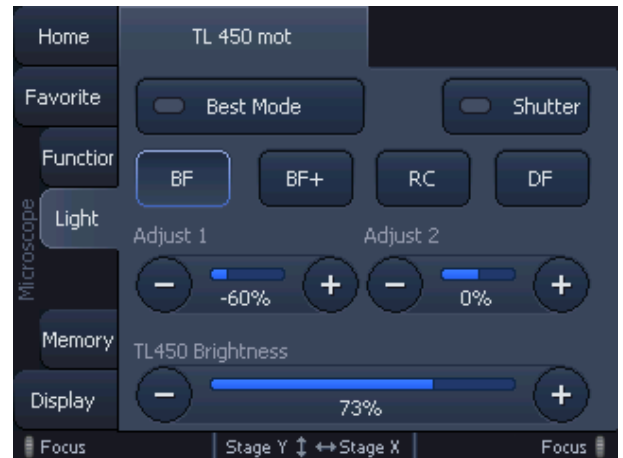 Home
TL 450 mot
Favorite
Best Mode
Shutter
Function
BF
BF+
RC
DF
Microscope
Light
Adjust 1
Adjust 2
-60%
0%
Memory
TL450 Brightness
73%
Display
Focus
Stage Y ↕ ↔ Stage X
Focus